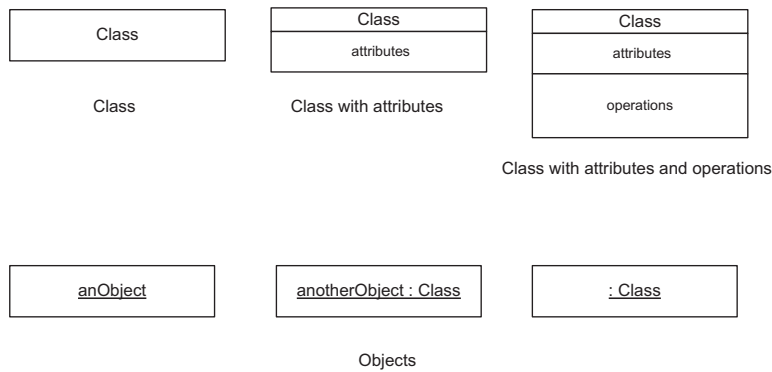 Class
Class
attributes
Class
attributes
operations
Class
Class with attributes
Class with attributes and operations
anObject
anotherObject : Class
: Class
Objects